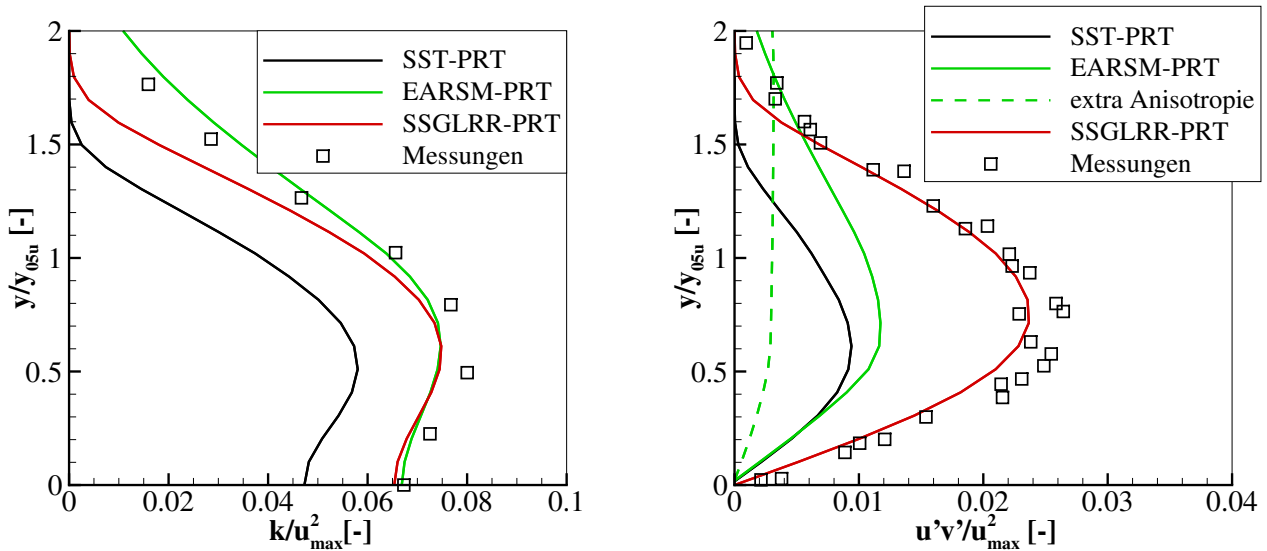 2
1.5
1
0.5
0
y/y05u [-]
0
0.02
0.04
0.06
0.08
0.1
k/u²max[-]
SST-PRT
EARSM-PRT
SSGLRR-PRT
Messungen
2
1.5
1
0.5
0
y/y05u [-]
0
0.01
0.02
0.03
0.04
u'v'/u²max [-]
SST-PRT
EARSM-PRT
extra Anisotropie
SSGLRR-PRT
Messungen